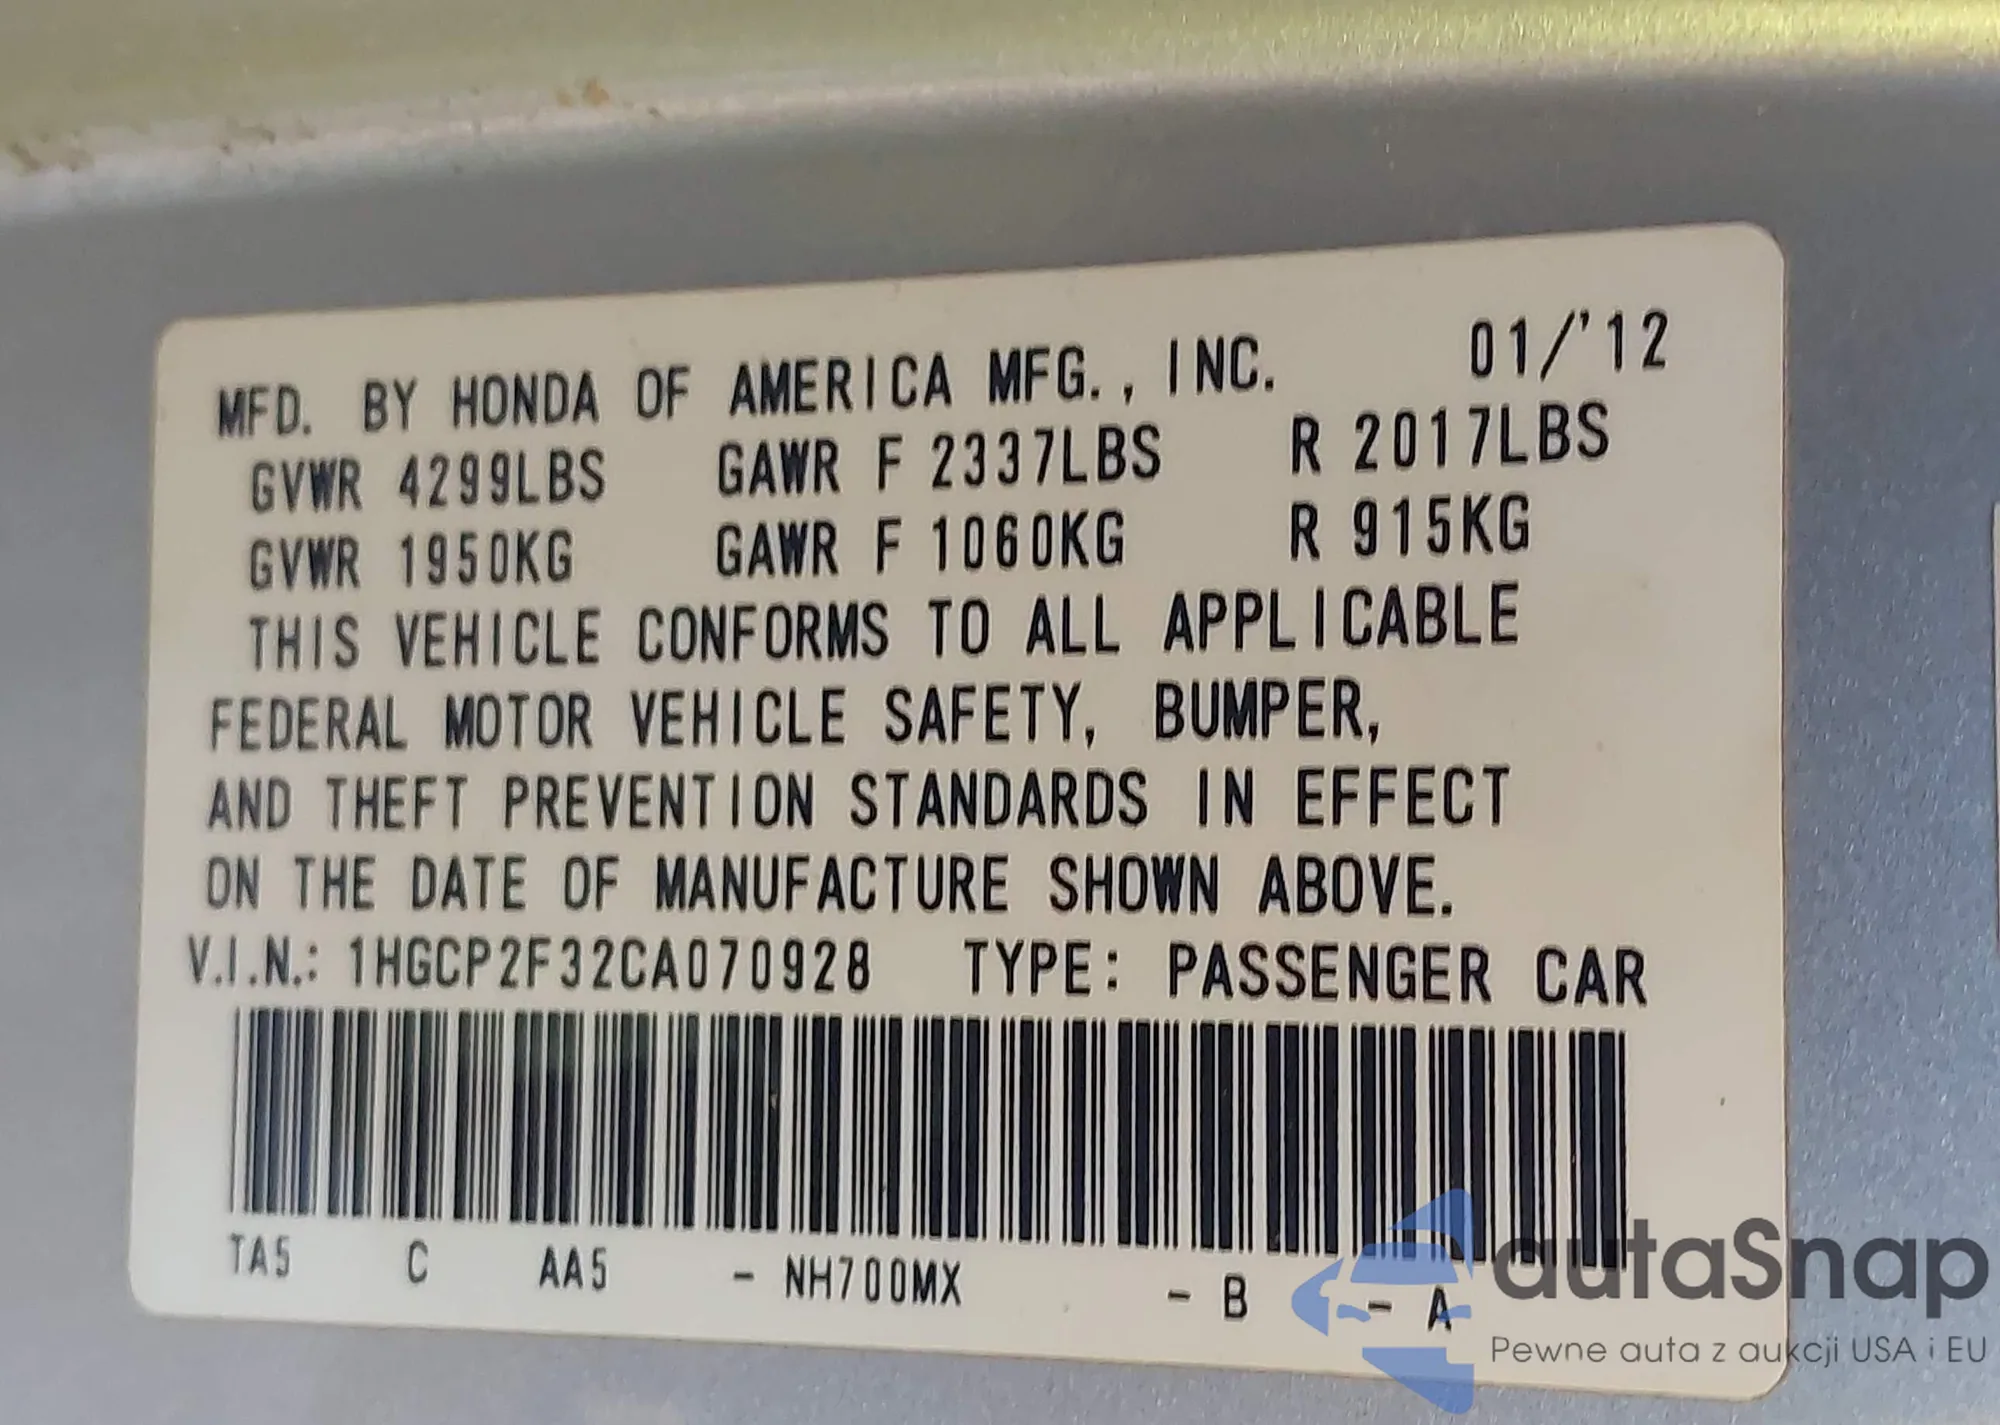 MFD. BY HONDA OF AMERICA MFG., INC. 01/'12
GVWR 4299LBS GAWR F 2337LBS R 2017LBS
GVWR 1950KG GAWR F 1060KG R 915KG
THIS VEHICLE CONFORMS TO ALL APPLICABLE
FEDERAL MOTOR VEHICLE SAFETY, BUMPER,
AND THEFT PREVENTION STANDARDS IN EFFECT
ON THE DATE OF MANUFACTURE SHOWN ABOVE.
V.I.N.: 1HGCP2F32CA070928 TYPE: PASSENGER CAR
TA5 C AA5 - NH700MX - B - A
autaSnap
Pewne auta z aukcji USA i EU